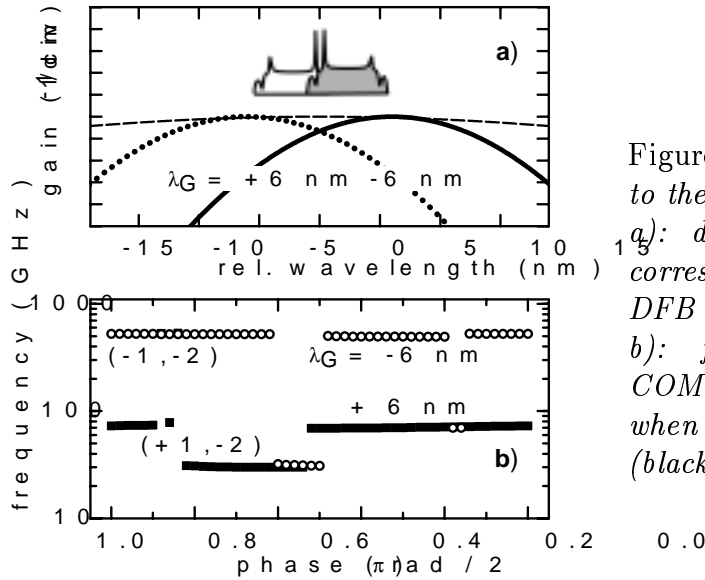 a)
λG = +6 nm -6 nm
-15 -10 -5 0 5 10 15
rel. wavelength (nm)
gain
1000
100
10
frequency (GHz)
(-1,-2)
λG = -6 nm
+ 6 nm
(+1,-2)
b)
1.0 0.8 0.6 0.4 0.2 0.0
phase rad / 2
Figure
to the
a): d
corres
DFB
b): f
COM
when
(black